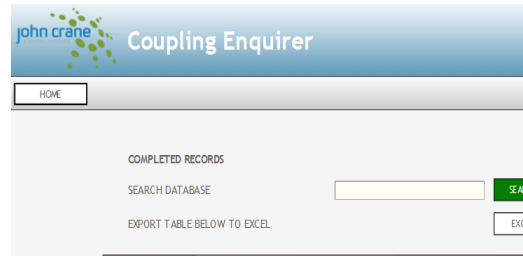 john crane
Coupling Enquirer
HOME
COMPLETED RECORDS
SEARCH DATABASE
EXPORT TABLE BELOW TO EXCEL